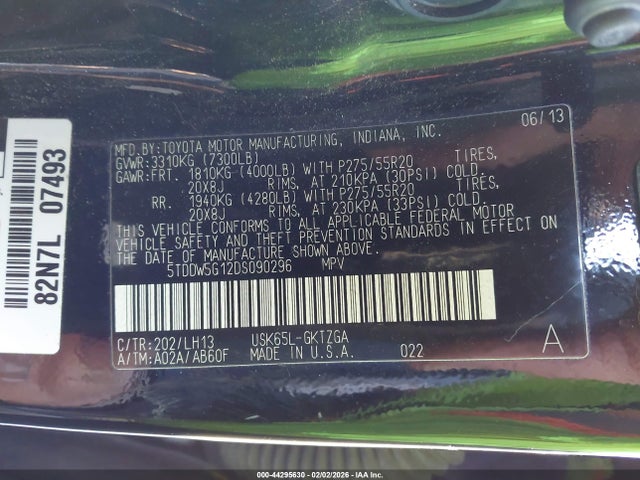 MFD.BY:TOYOTA MOTOR MANUFACTURING, INDIANA, INC. 06/13
GVWR:3310KG (7300LB)
GAWR:FRT. 1810KG (4000LB) WITH P275/55R20 TIRES,
20X8J RIMS, AT 210KPA (30PSI) COLD.
RR. 1940KG (4280LB) WITH P275/55R20 TIRES,
20X8J RIMS, AT 230KPA (33PSI) COLD.
THIS VEHICLE CONFORMS TO ALL APPLICABLE FEDERAL MOTOR
VEHICLE SAFETY AND THEFT PREVENTION STANDARDS IN EFFECT ON
THE DATE OF MANUFACTURE SHOWN ABOVE.
5TDDW5G12DS090296 MPV
C/TR:202/LH13 USK65L-GKTZGA
A/TM:A02A/AB60F MADE IN U.S.A. 022 A
82N7L 07493
000-44295630 - 02/02/2026 - IAA Inc.